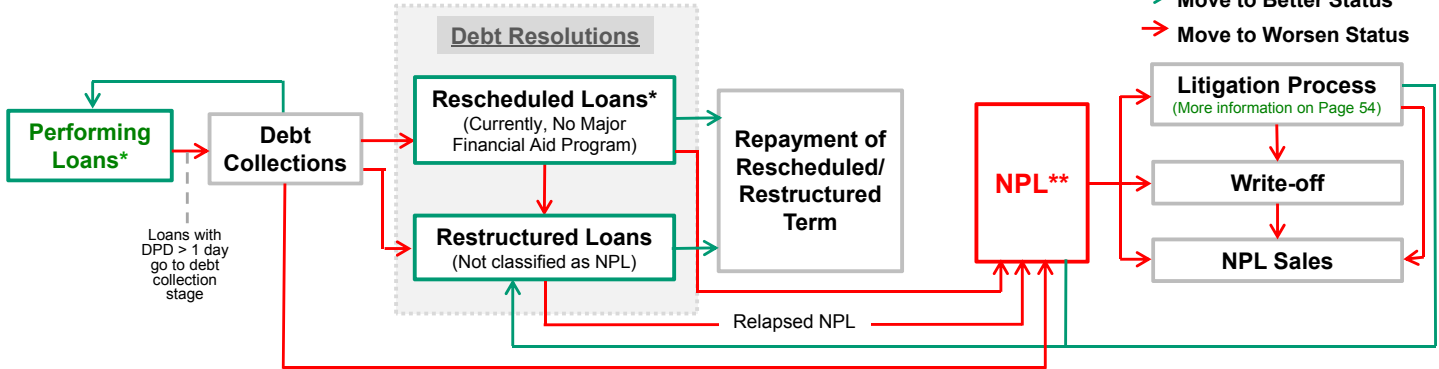 Move to Better Status
Move to Worsen Status
Debt Resolutions
Performing
Loans*
Debt
Collections
Loans with
DPD > 1 day
go to debt
collection
stage
Rescheduled Loans*
(Currently, No Major
Financial Aid Program)
Restructured Loans
(Not classified as NPL)
Repayment of
Rescheduled/
Restructured
Term
Relapsed NPL
NPL**
Litigation Process
(More information on Page 54)
Write-off
NPL Sales